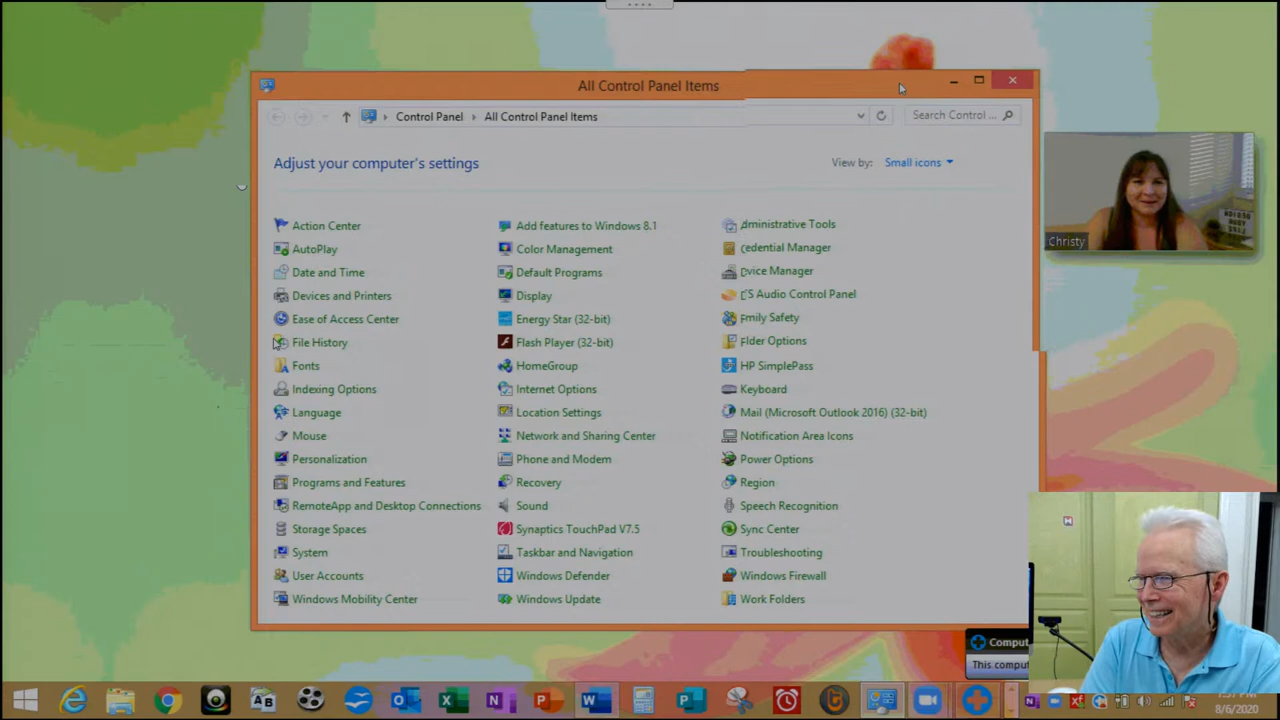 All Control Panel Items
Control Panel All Control Panel Items
Search Control ...
Adjust your computer's settings
View by: Small icons
Action Center
Add features to Windows 8.1
dministrative Tools
AutoPlay
Color Management
redential Manager
Date and Time
Default Programs
vice Manager
Devices and Printers
Display
S Audio Control Panel
Ease of Access Center
Energy Star (32-bit)
mily Safety
File History
Flash Player (32-bit)
lder Options
Fonts
HomeGroup
HP SimplePass
Indexing Options
Internet Options
Keyboard
Language
Location Settings
Mail (Microsoft Outlook 2016) (32-bit)
Mouse
Network and Sharing Center
Notification Area Icons
Personalization
Phone and Modem
Power Options
Programs and Features
Recovery
Region
RemoteApp and Desktop Connections
Sound
Speech Recognition
Storage Spaces
Synaptics TouchPad V7.5
Sync Center
System
Taskbar and Navigation
Troubleshooting
User Accounts
Windows Defender
Windows Firewall
Windows Mobility Center
Windows Update
Work Folders
Christy
Comput
This comput
8/6/2020